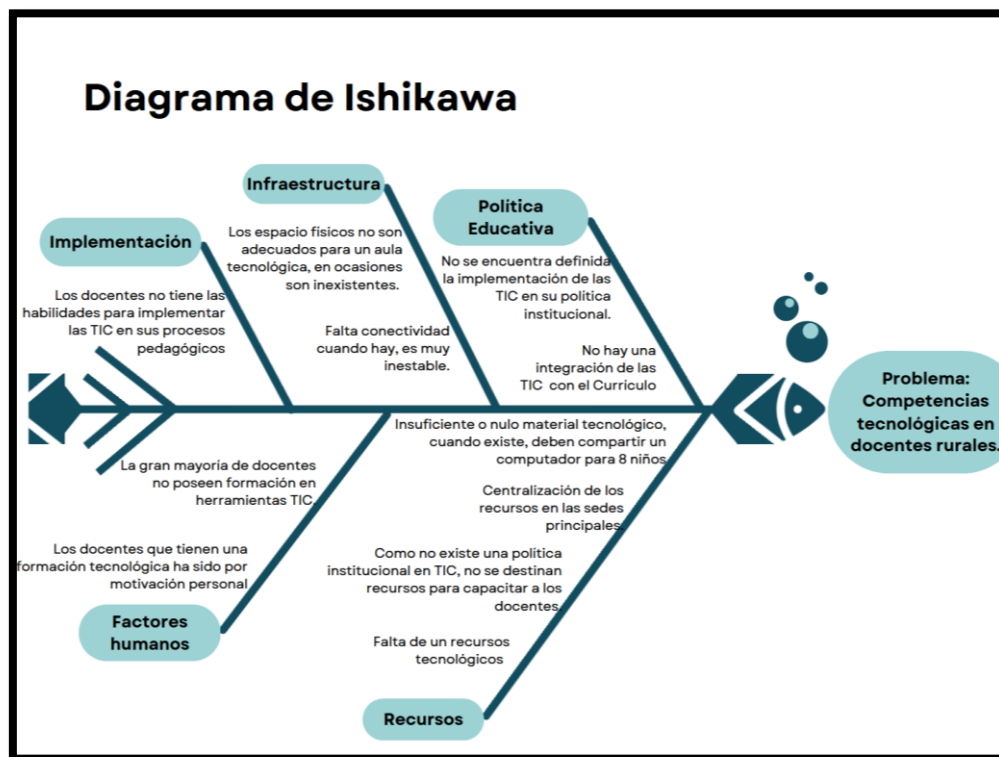 Diagrama de Ishikawa
Infraestructura
Política
Educativa
Implementación
Los espacio físicos no son
adecuados para un aula
tecnológica, en ocasiones
son inexistentes.
No se encuentra definida
la implementación de las
TIC en su política
institucional.
Los docentes no tiene las
habilidades para implementar
las TIC en sus procesos
pedagógicos
Falta conectividad
cuando hay, es muy
inestable.
No hay una
integración de las
TIC con el Currículo
Problema:
Competencias
tecnológicas en
docentes rurales.
Insuficiente o nulo material tecnológico,
cuando existe, deben compartir un
computador para 8 niños
La gran mayoría de docentes
no poseen formación en
herramientas TIC.
Centralización de los
recursos en las sedes
principales.
Los docentes que tienen una
formación tecnológica ha sido por
motivación personal
Como no existe una política
institucional en TIC, no se destinan
recursos para capacitar a los
docentes.
Factores
humanos
Falta de un recursos
tecnológicos
Recursos